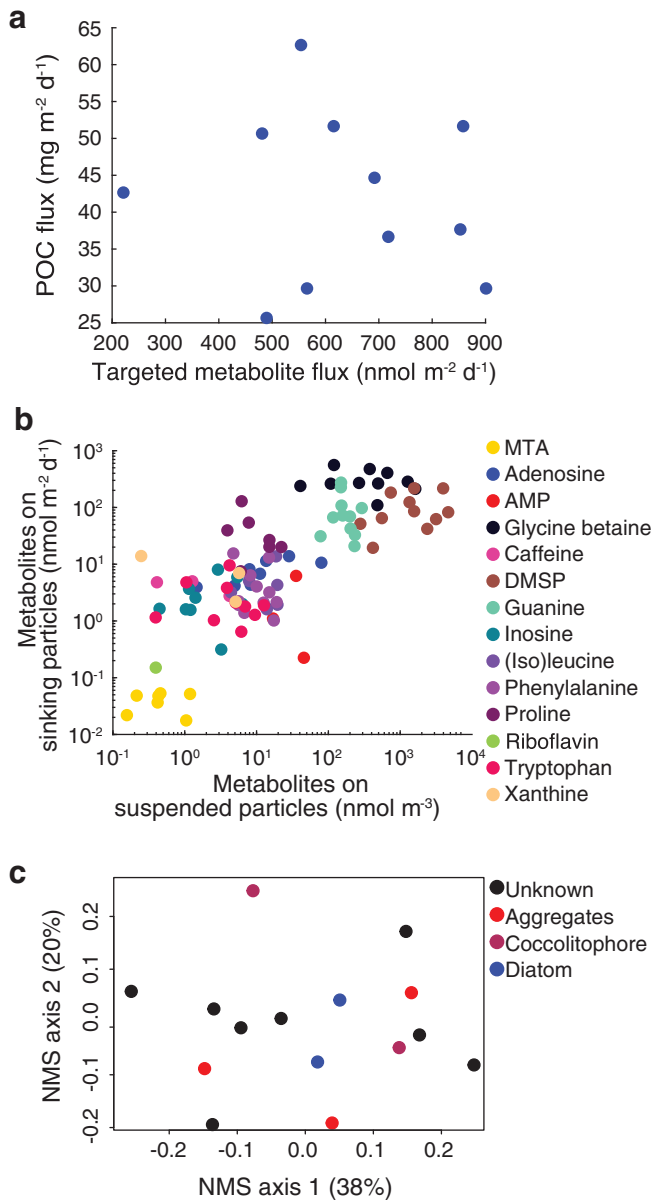 a
POC flux (mg m-2 d-1)
65
60
55
50
45
40
35
30
25
200 300 400 500 600 700 800 900
Targeted metabolite flux (nmol m-2 d-1)
b
Metabolites on
sinking particles (nmol m-2 d-1)
10³
10²
10¹
10⁰
10⁻¹
10⁻²
10⁻¹ 10⁰ 10¹ 10² 10³ 10⁴
Metabolites on
suspended particles (nmol m-3)
MTA
Adenosine
AMP
Glycine betaine
Caffeine
DMSP
Guanine
Inosine
(Iso)leucine
Phenylalanine
Proline
Riboflavin
Tryptophan
Xanthine
c
NMS axis 2 (20%)
0.2
0.1
0.0
-0.1
-0.2
-0.2 -0.1 0.0 0.1 0.2
NMS axis 1 (38%)
Unknown
Aggregates
Coccolitophore
Diatom